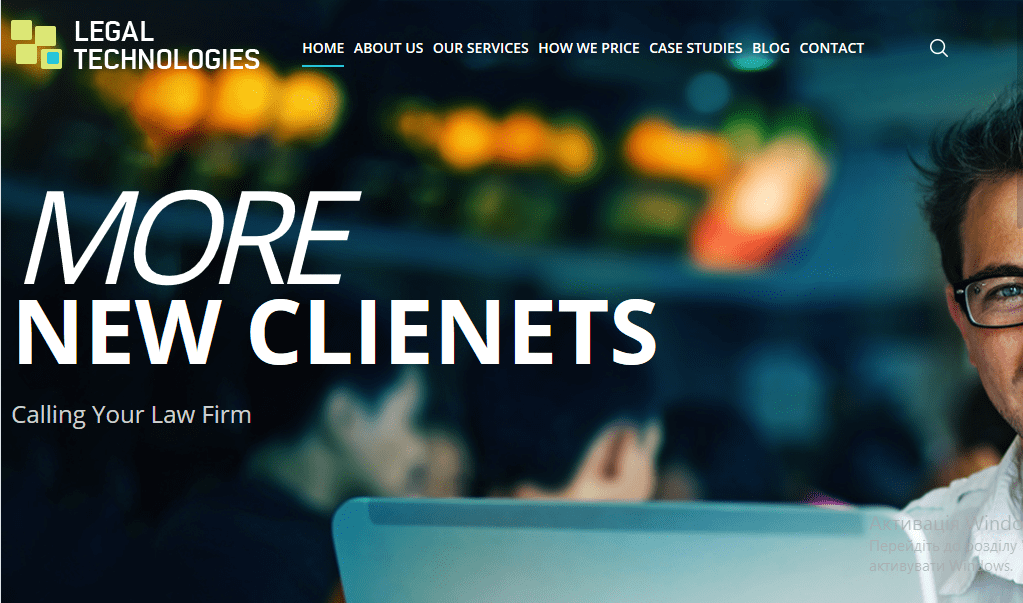 LEGAL
TECHNOLOGIES
HOME ABOUT US OUR SERVICES HOW WE PRICE CASE STUDIES BLOG CONTACT
MORE
NEW CLIENETS
Calling Your Law Firm
Активація Windo
Перейдіть до розділу
активувати Windows.